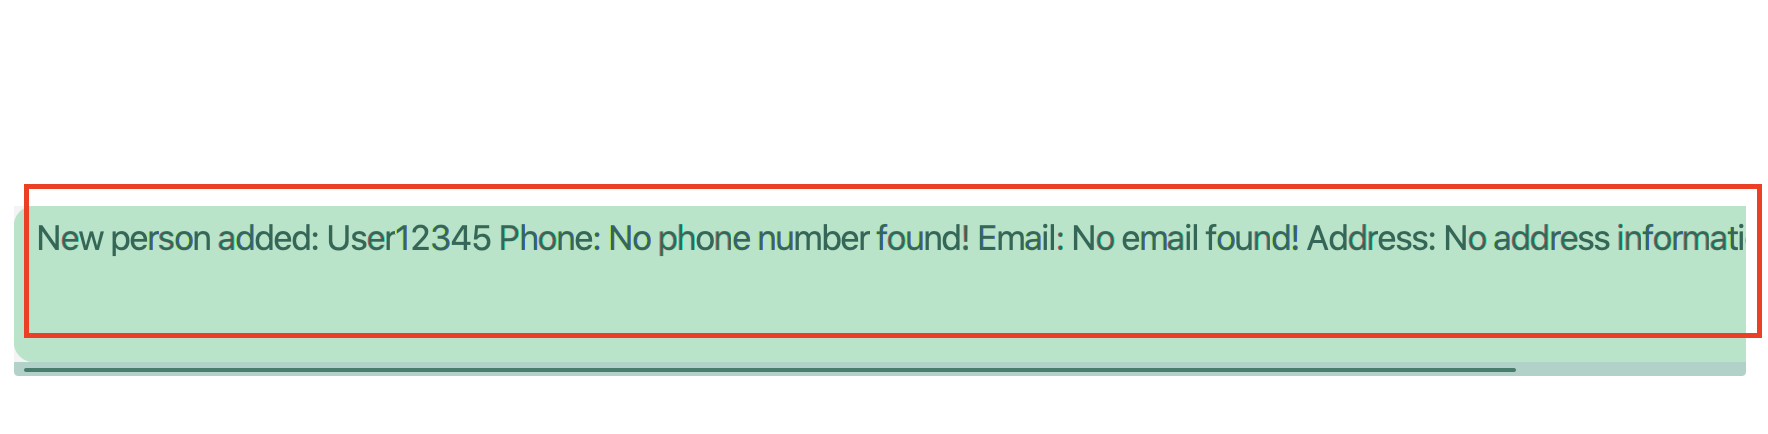 New person added: User12345 Phone: No phone number found! Email: No email found! Address: No address informati